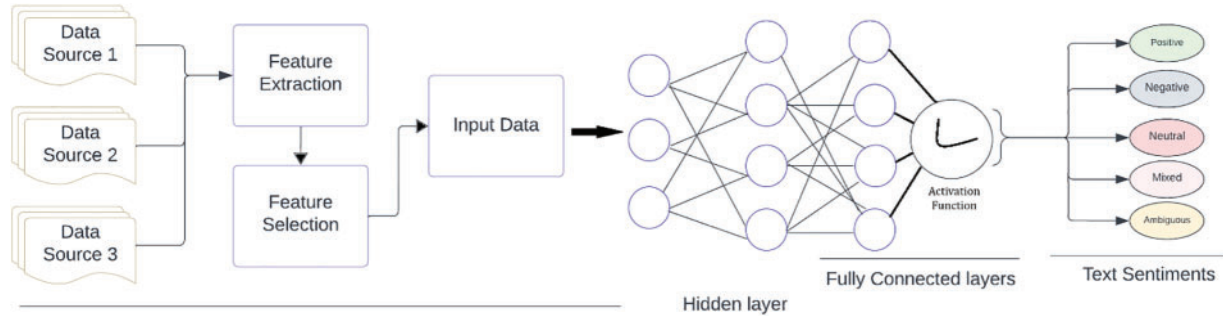 Data
Source 1
Data
Source 2
Data
Source 3
Feature
Extraction
Feature
Selection
Input Data
Activation
Function
Positive
Negative
Neutral
Mixed
Ambiguous
Hidden layer
Fully Connected layers
Text Sentiments